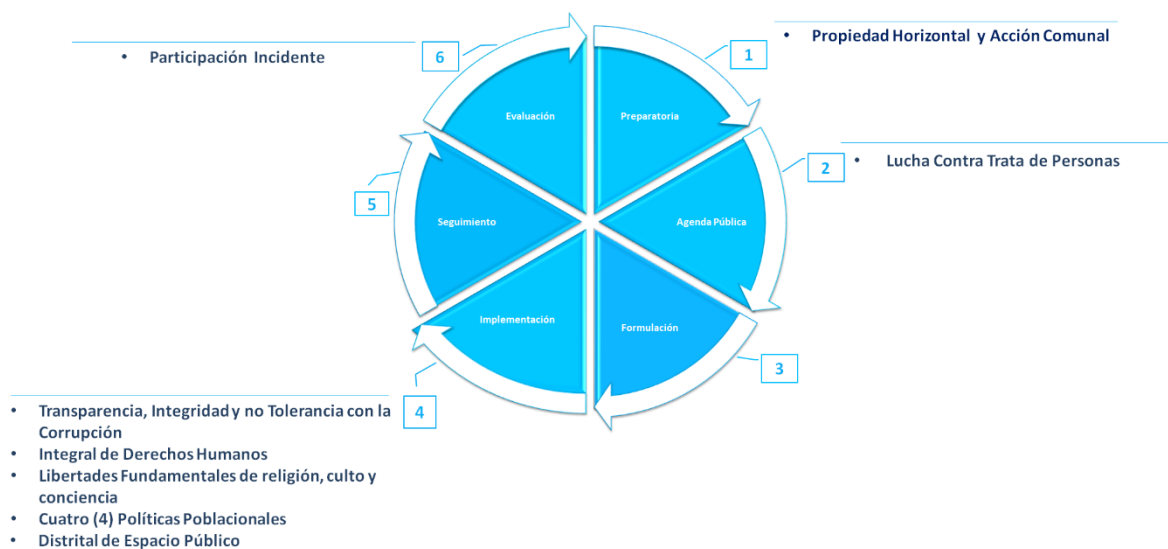 6
• Participación Incidente
1
• Propiedad Horizontal y Acción Comunal
Evaluación
Preparatoria
2
• Lucha Contra Trata de Personas
5
Seguimiento
Agenda Pública
Implementación
Formulación
3
4
• Transparencia, Integridad y no Tolerancia con la
Corrupción
• Integral de Derechos Humanos
• Libertades Fundamentales de religión, culto y
conciencia
• Cuatro (4) Políticas Poblacionales
• Distrital de Espacio Público